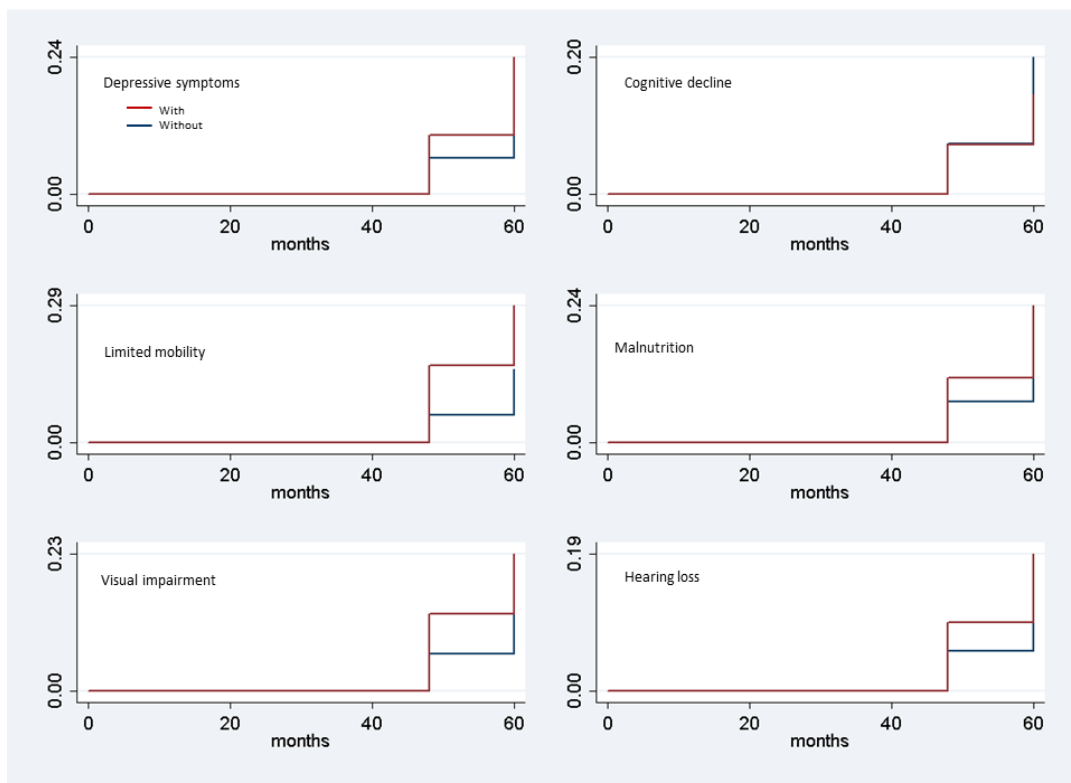 Depressive symptoms
With
Without
0.24
0.00
0 20 40 60
months
Cognitive decline
0.20
0.00
0 20 40 60
months
Limited mobility
0.29
0.00
0 20 40 60
months
Malnutrition
0.24
0.00
0 20 40 60
months
Visual impairment
0.23
0.00
0 20 40 60
months
Hearing loss
0.19
0.00
0 20 40 60
months